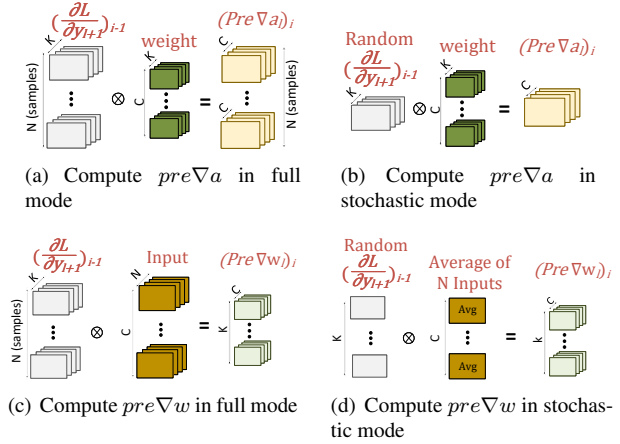 (∂L/∂y_{l+1})_{i-1}
weight
(Pre ∇a_l)_i
K
K
C
N (samples)
⊗
C
=
C
N (samples)
(a) Compute pre∇a in full
mode
Random
(∂L/∂y_{l+1})_{i-1}
weight
(Pre ∇a_l)_i
K
K
C
⊗
C
=
(b) Compute pre∇a in
stochastic mode
(∂L/∂y_{l+1})_{i-1}
Input
(Pre ∇w_l)_i
K
N
C
N (samples)
⊗
C
=
K
(c) Compute pre∇w in full mode
Random
(∂L/∂y_{l+1})_{i-1}
Average of
N Inputs
(Pre ∇w_l)_i
C
K
⊗
C
Avg
Avg
=
k
(d) Compute pre∇w in stochas-
tic mode